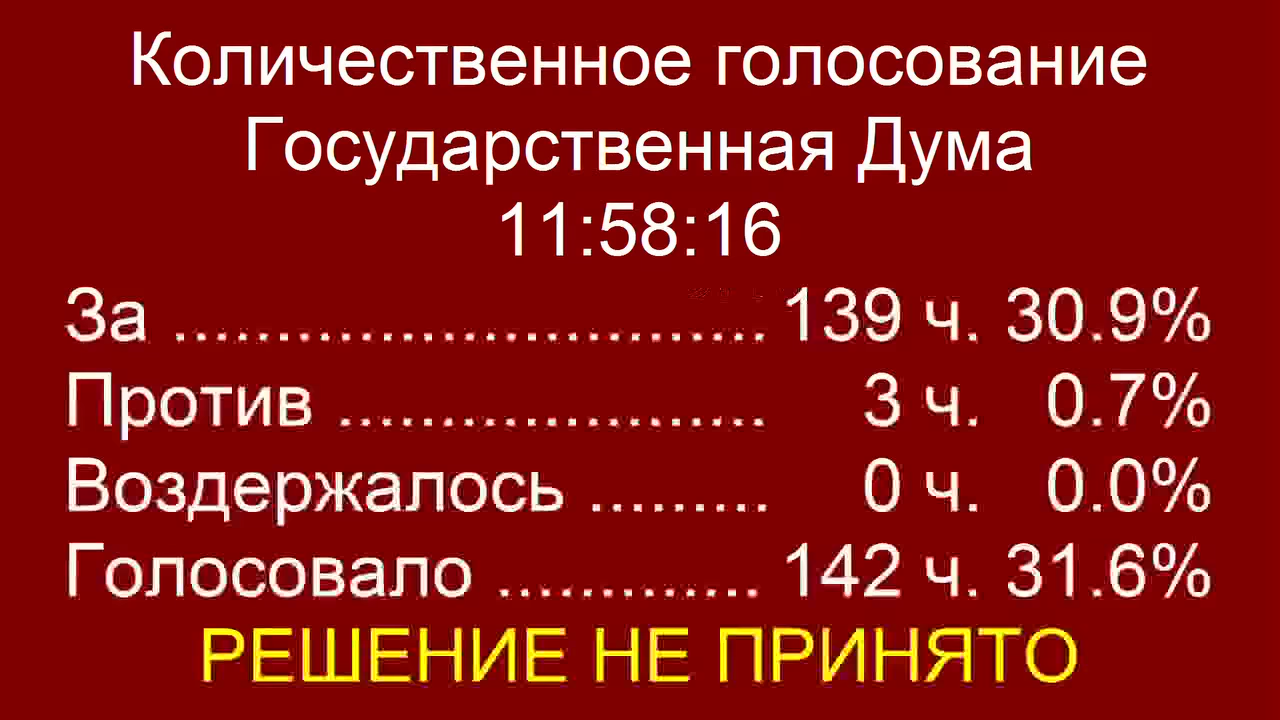 Количественное голосование
Государственная Дума
11:58:16
За ............................. 139 ч. 30.9%
Против ..................... 3 ч. 0.7%
Воздержалось ......... 0 ч. 0.0%
Голосовало ............. 142 ч. 31.6%
РЕШЕНИЕ НЕ ПРИНЯТО